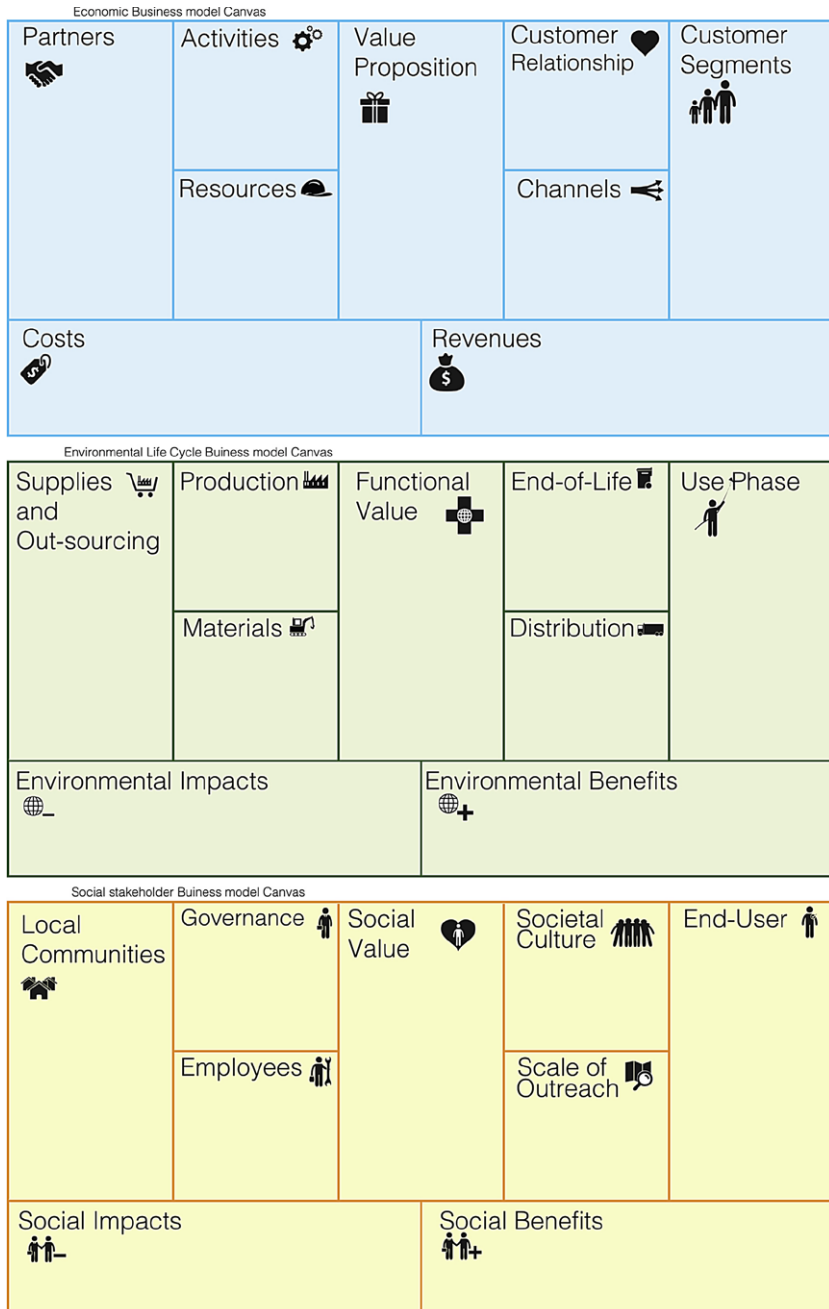 Economic Business model Canvas
Partners
Activities
Resources
Value
Proposition
Customer
Relationship
Channels
Customer
Segments
Costs
$
Revenues
$
Environmental Life Cycle Buiness model Canvas
Supplies
and
Out-sourcing
Production
Materials
Functional
Value
End-of-Life
Distribution
Use Phase
Environmental Impacts
Environmental Benefits
Social stakeholder Buiness model Canvas
Local
Communities
Governance
Employees
Social
Value
Societal
Culture
Scale of
Outreach
End-User
Social Impacts
Social Benefits